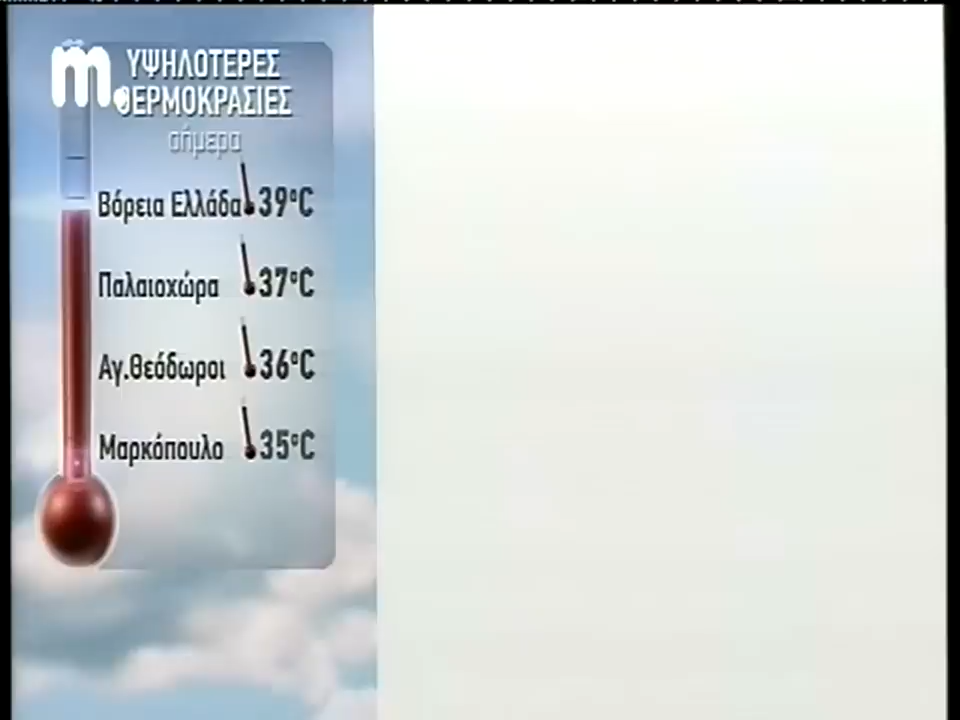 m.
ΥΨΗΛΟΤΕΡΕΣ
ΘΕΡΜΟΚΡΑΣΙΕΣ
σήμερα
Βόρεια Ελλάδα 39°C
Παλαιοχώρα 37°C
Αγ.Θεόδωροι 36°C
Μαρκόπουλο 35°C